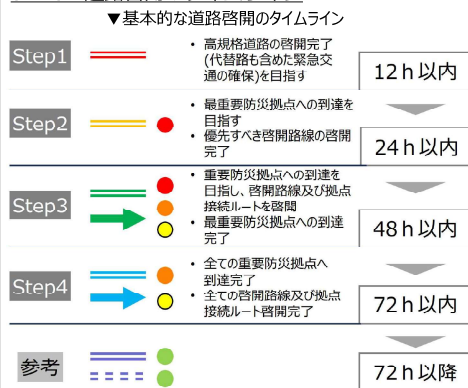 ▼基本的な道路啓開のタイムライン
Step1
• 高規格道路の啓開完了
(代替路も含めた緊急交
通の確保)を目指す
12h以内
Step2
• 最重要防災拠点への到達を
目指す
• 優先すべき啓開路線の啓開
完了
24h以内
Step3
• 重要防災拠点への到達を
目指し、啓開路線及び拠点
接続ルートを啓開
• 最重要防災拠点への到達
完了
48h以内
Step4
• 全ての重要防災拠点へ
到達完了
• 全ての啓開路線及び拠点
接続ルート啓開完了
72h以内
参考
72h以降